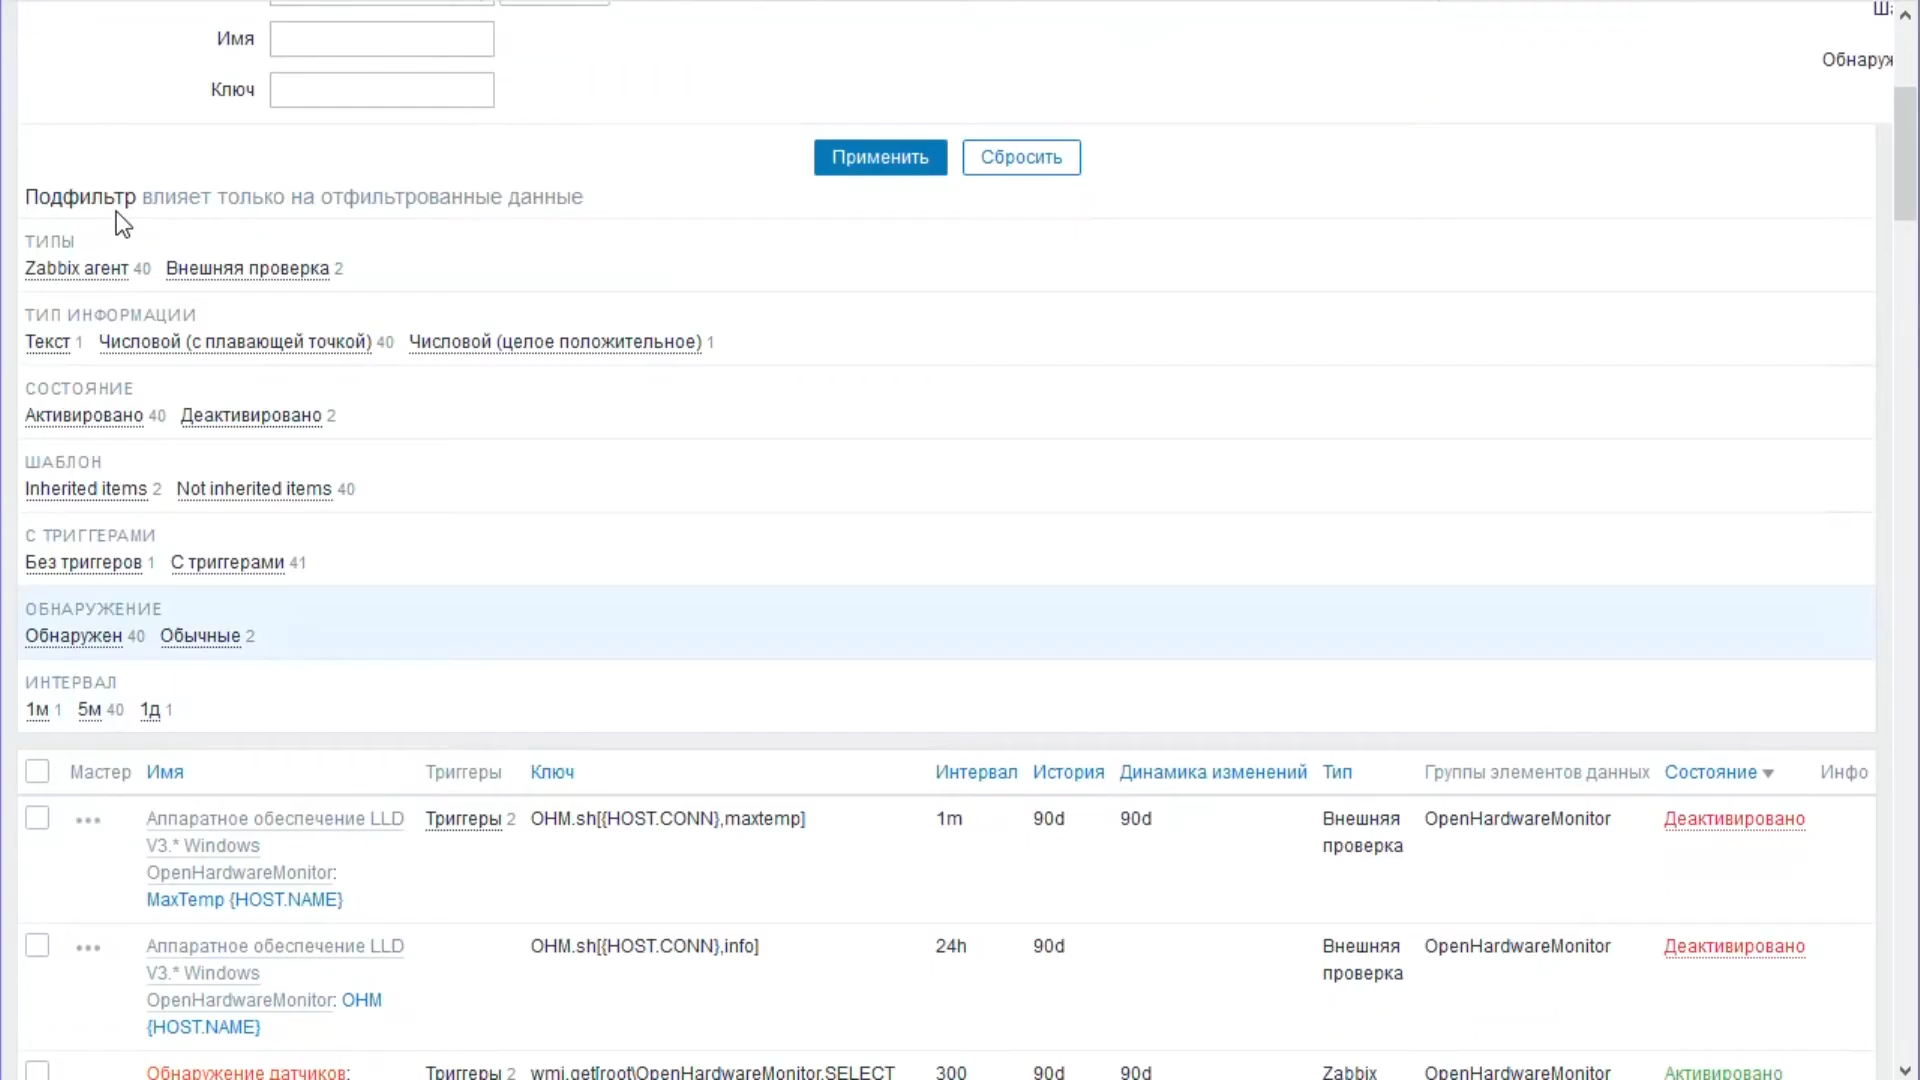 Имя
Обнаруж
Ключ
Применить Сбросить
Подфильтр влияет только на отфильтрованные данные
ТИПЫ
Zabbix агент 40 Внешняя проверка 2
ТИП ИНФОРМАЦИИ
Текст 1 Числовой (с плавающей точкой) 40 Числовой (целое положительное) 1
СОСТОЯНИЕ
Активировано 40 Деактивировано 2
ШАБЛОН
Inherited items 2 Not inherited items 40
С ТРИГГЕРАМИ
Без триггеров 1 С триггерами 41
ОБНАРУЖЕНИЕ
Обнаружен 40 Обычные 2
ИНТЕРВАЛ
1м 1 5м 40 1д 1
Мастер Имя Триггеры Ключ Интервал История Динамика изменений Тип Группы элементов данных Состояние Инфо
Аппаратное обеспечение LLD Триггеры 2 OHM.sh[{HOST.CONN},maxtemp] 1m 90d 90d Внешняя OpenHardwareMonitor Деактивировано
V3.* Windows проверка
OpenHardwareMonitor:
MaxTemp {HOST.NAME}
Аппаратное обеспечение LLD OHM.sh[{HOST.CONN},info] 24h 90d Внешняя OpenHardwareMonitor Деактивировано
V3.* Windows проверка
OpenHardwareMonitor: OHM
{HOST.NAME}
Обнаружение датчиков: Триггеры 2 wmi.get[root\OpenHardwareMonitor,SELECT 300 90d 90d Zabbix OpenHardwareMonitor Активировано